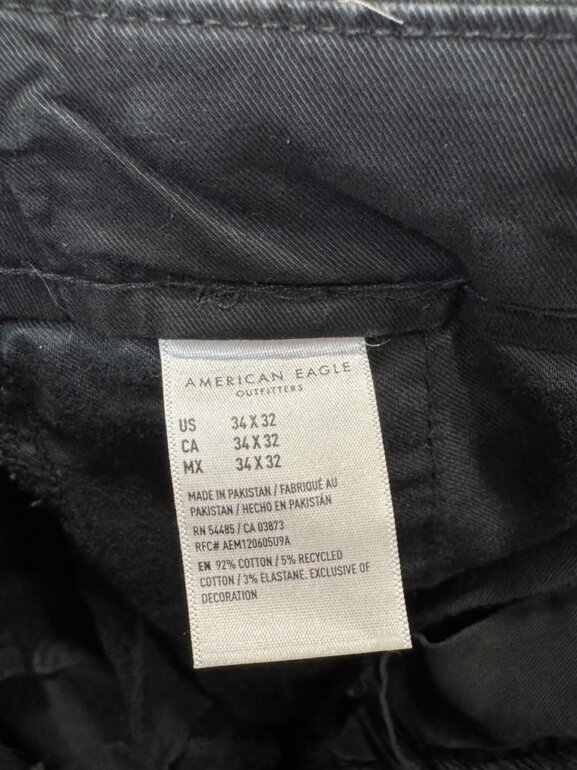 AMERICAN EAGLE
OUTFITTERS
US 34 X 32
CA 34 X 32
MX 34 X 32
MADE IN PAKISTAN / FABRIQUÉ AU
PAKISTAN / HECHO EN PAKISTÁN
RN 54485 / CA 03873
RFC# AEM120605U9A
EN 92% COTTON / 5% RECYCLED
COTTON / 3% ELASTANE. EXCLUSIVE OF
DECORATION